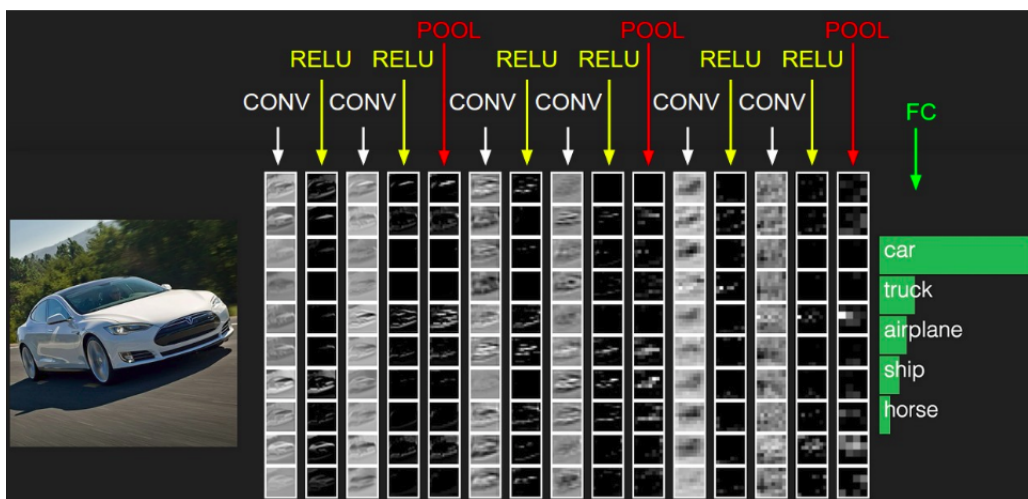 POOL POOL POOL
RELU RELU RELU RELU RELU RELU
CONV CONV CONV CONV CONV CONV
FC
car
truck
airplane
ship
horse